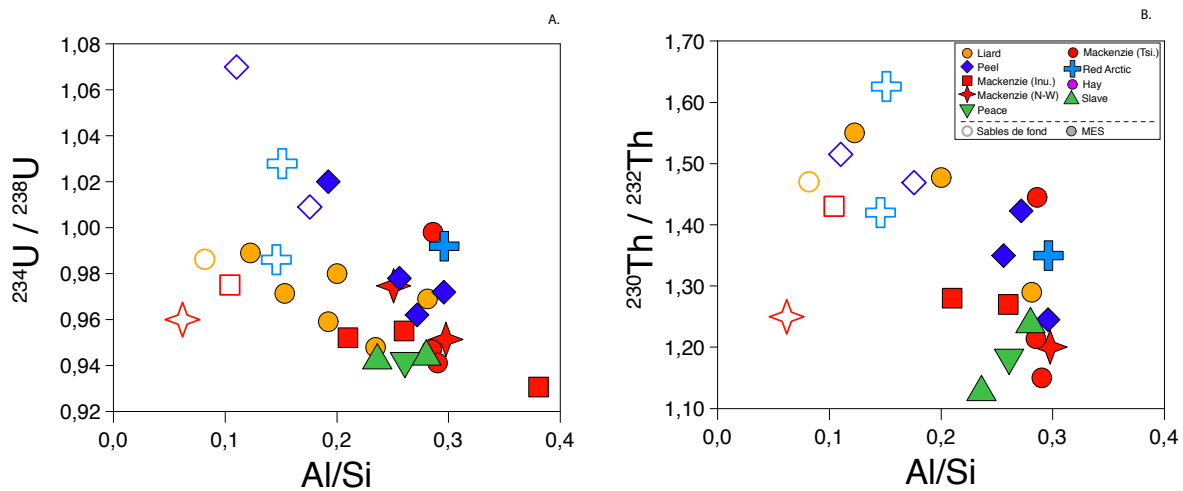 A.
1,08
1,06
1,04
1,02
1,00
0,98
0,96
0,94
0,92
0,0 0,1 0,2 0,3 0,4
Al/Si
234U / 238U
B.
1,70
1,60
1,50
1,40
1,30
1,20
1,10
0,0 0,1 0,2 0,3 0,4
Al/Si
230Th / 232Th
Liard Mackenzie (Tsi.)
Peel Red Arctic
Mackenzie (Inu.) Hay
Mackenzie (N-W) Slave
Peace
Sables de fond MES